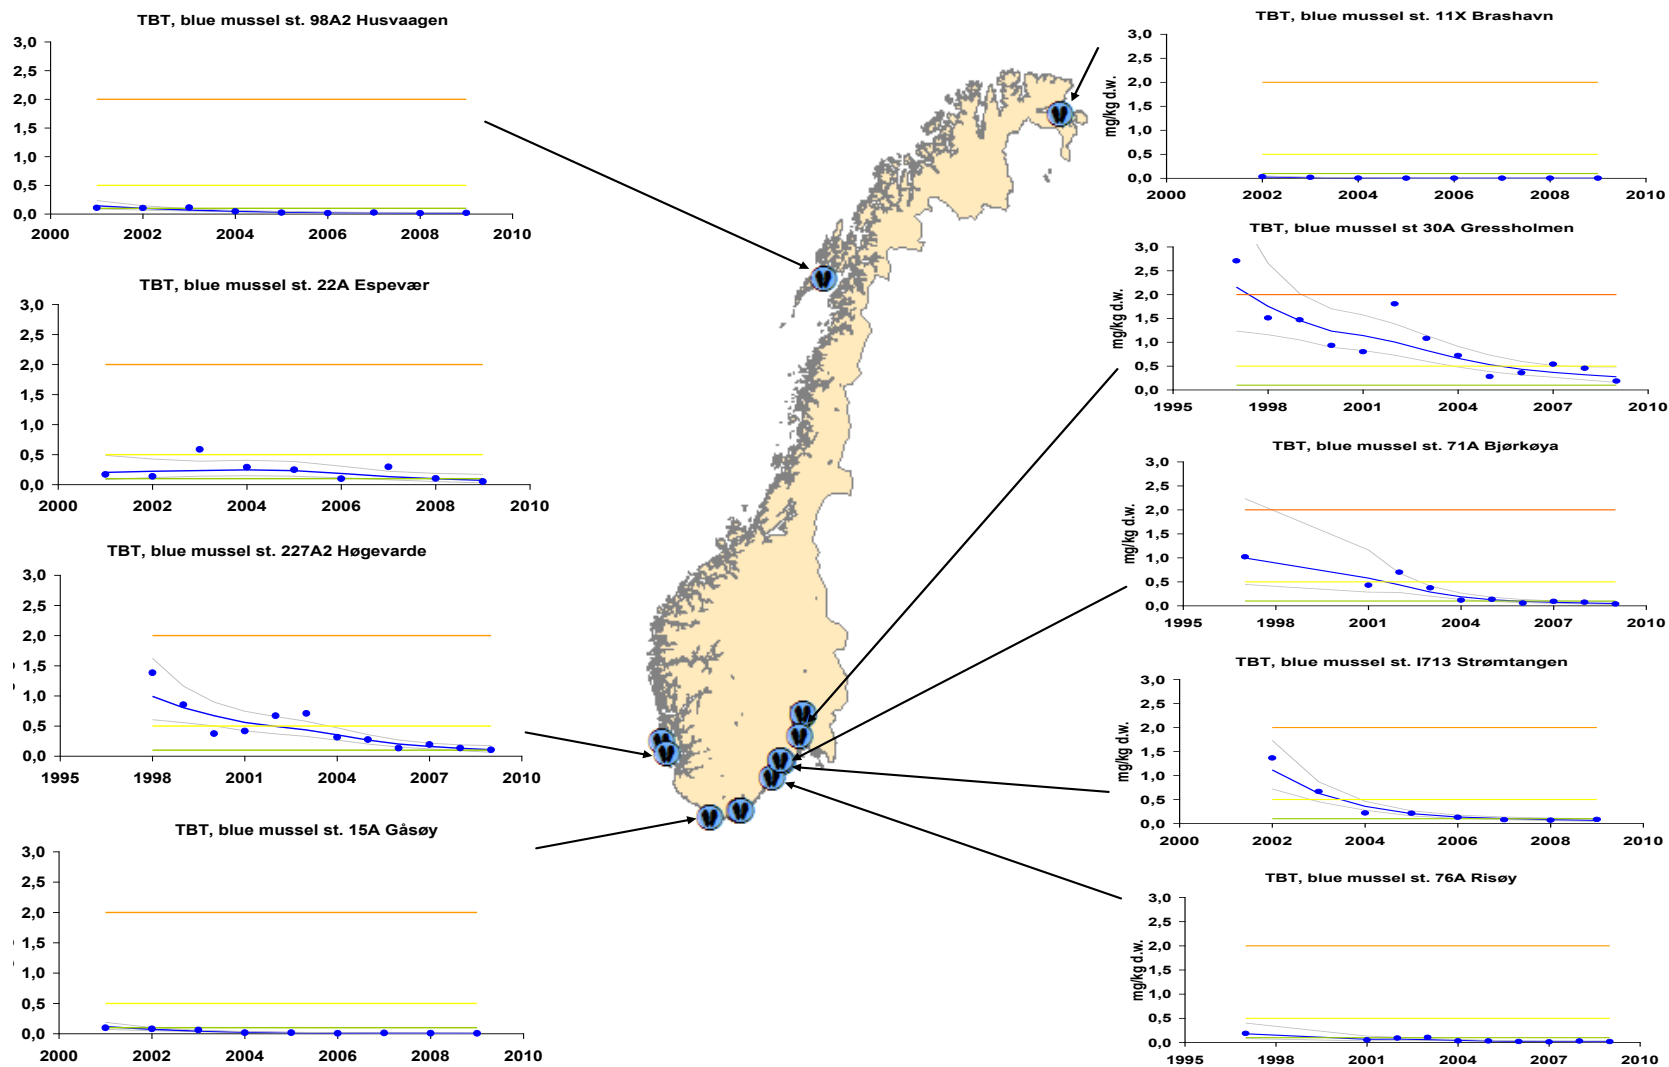 TBT, blue mussel st. 98A2 Husvaagen
3,0
2,5
2,0
1,5
1,0
0,5
0,0
2000 2002 2004 2006 2008 2010
TBT, blue mussel st. 22A Espevær
3,0
2,5
2,0
1,5
1,0
0,5
0,0
2000 2002 2004 2006 2008 2010
TBT, blue mussel st. 227A2 Høgevarde
3,0
2,5
2,0
1,5
1,0
0,5
0,0
1995 1998 2001 2004 2007 2010
TBT, blue mussel st. 15A Gåsøy
3,0
2,5
2,0
1,5
1,0
0,5
0,0
2000 2002 2004 2006 2008 2010
TBT, blue mussel st. 11X Brashavn
mg/kg d.w.
3,0
2,5
2,0
1,5
1,0
0,5
0,0
2000 2002 2004 2006 2008 2010
TBT, blue mussel st 30A Gressholmen
mg/kg d.w.
3,0
2,5
2,0
1,5
1,0
0,5
0,0
1995 1998 2001 2004 2007 2010
TBT, blue mussel st. 71A Bjørkøya
mg/kg d.w.
3,0
2,5
2,0
1,5
1,0
0,5
0,0
1995 1998 2001 2004 2007 2010
TBT, blue mussel st. I713 Strømtangen
mg/kg d.w.
3,0
2,5
2,0
1,5
1,0
0,5
0,0
2000 2002 2004 2006 2008 2010
TBT, blue mussel st. 76A Risøy
mg/kg d.w.
3,0
2,5
2,0
1,5
1,0
0,5
0,0
1995 1998 2001 2004 2007 2010